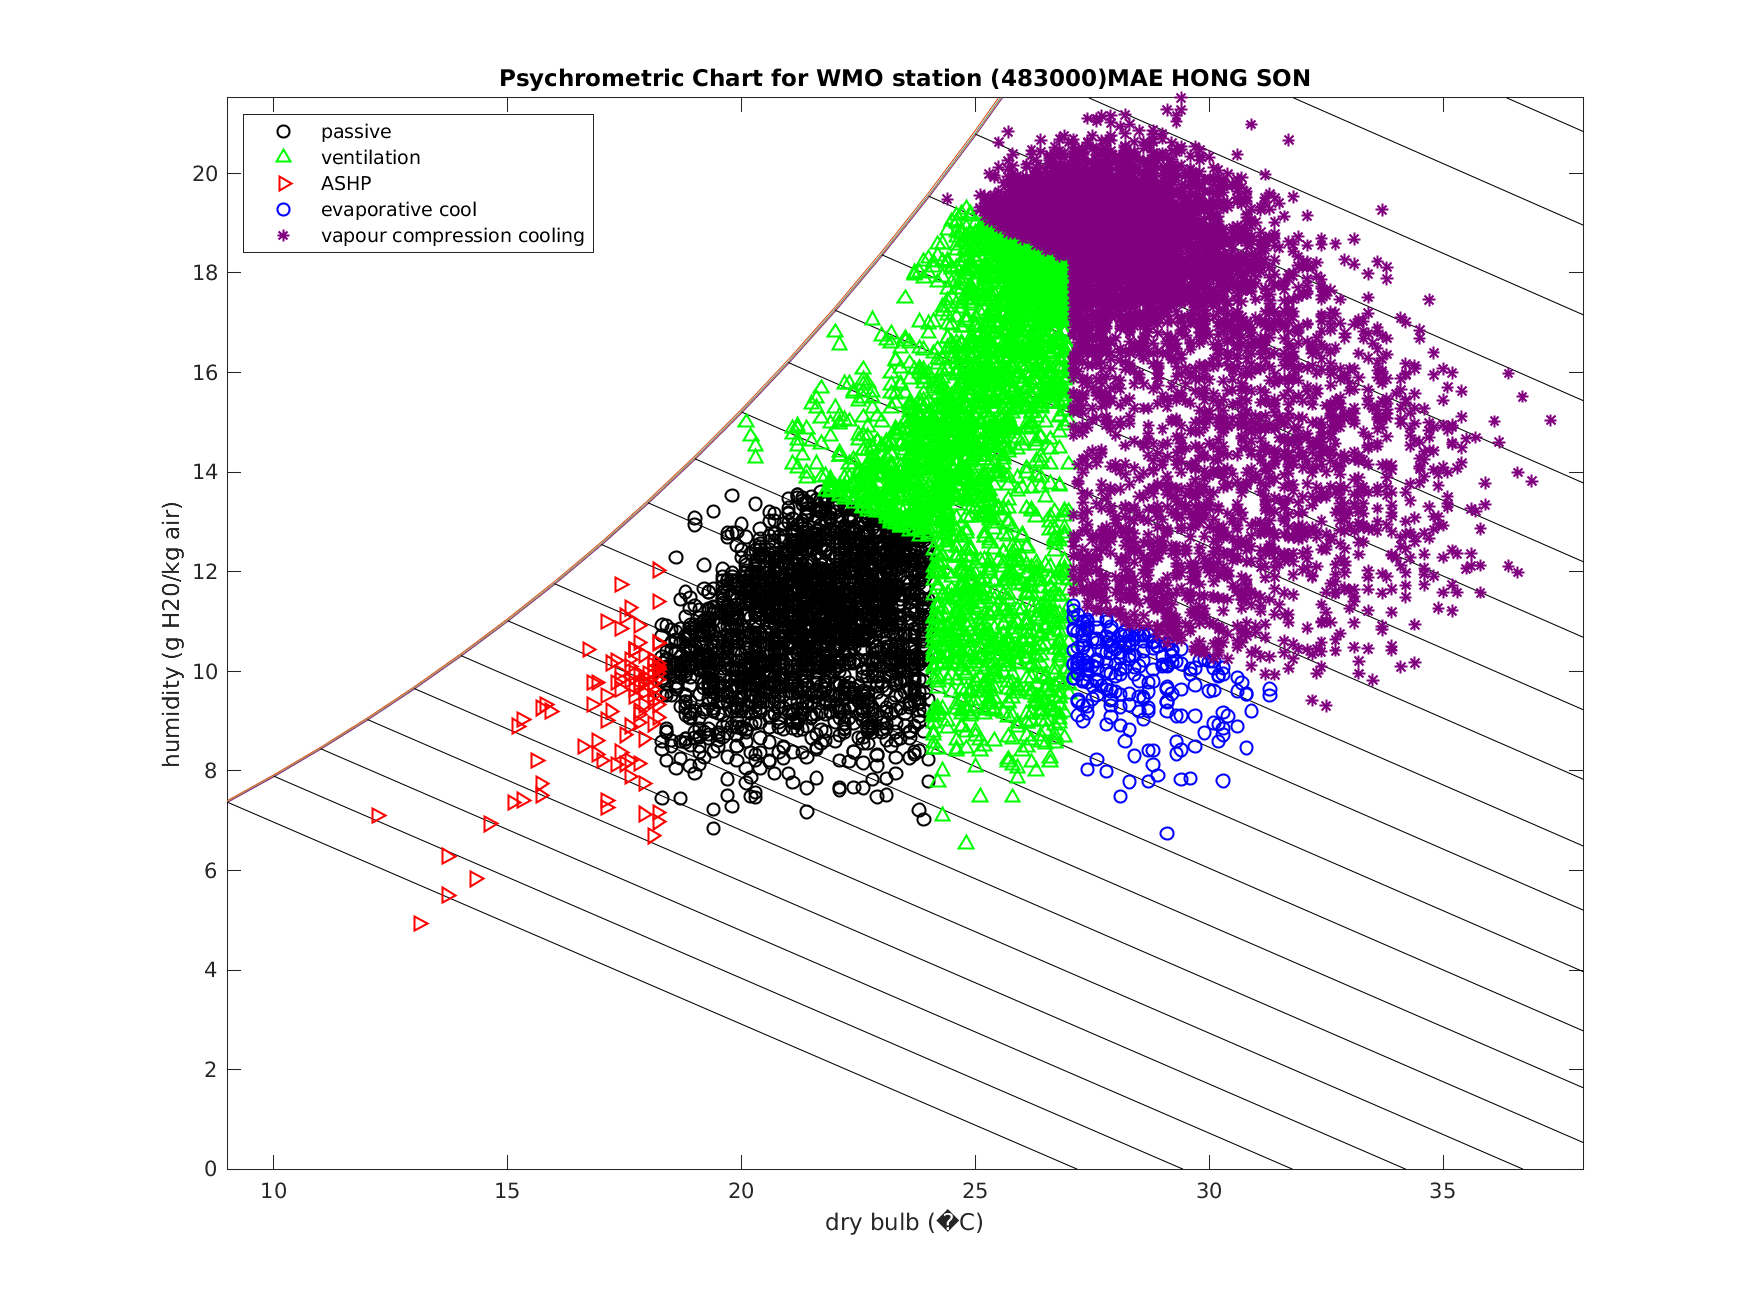 Psychrometric Chart for WMO station (483000)MAE HONG SON
passive
ventilation
ASHP
evaporative cool
vapour compression cooling
humidity (g H20/kg air)
20
18
16
14
12
10
8
6
4
2
0
10 15 20 25 30 35
dry bulb (�C)